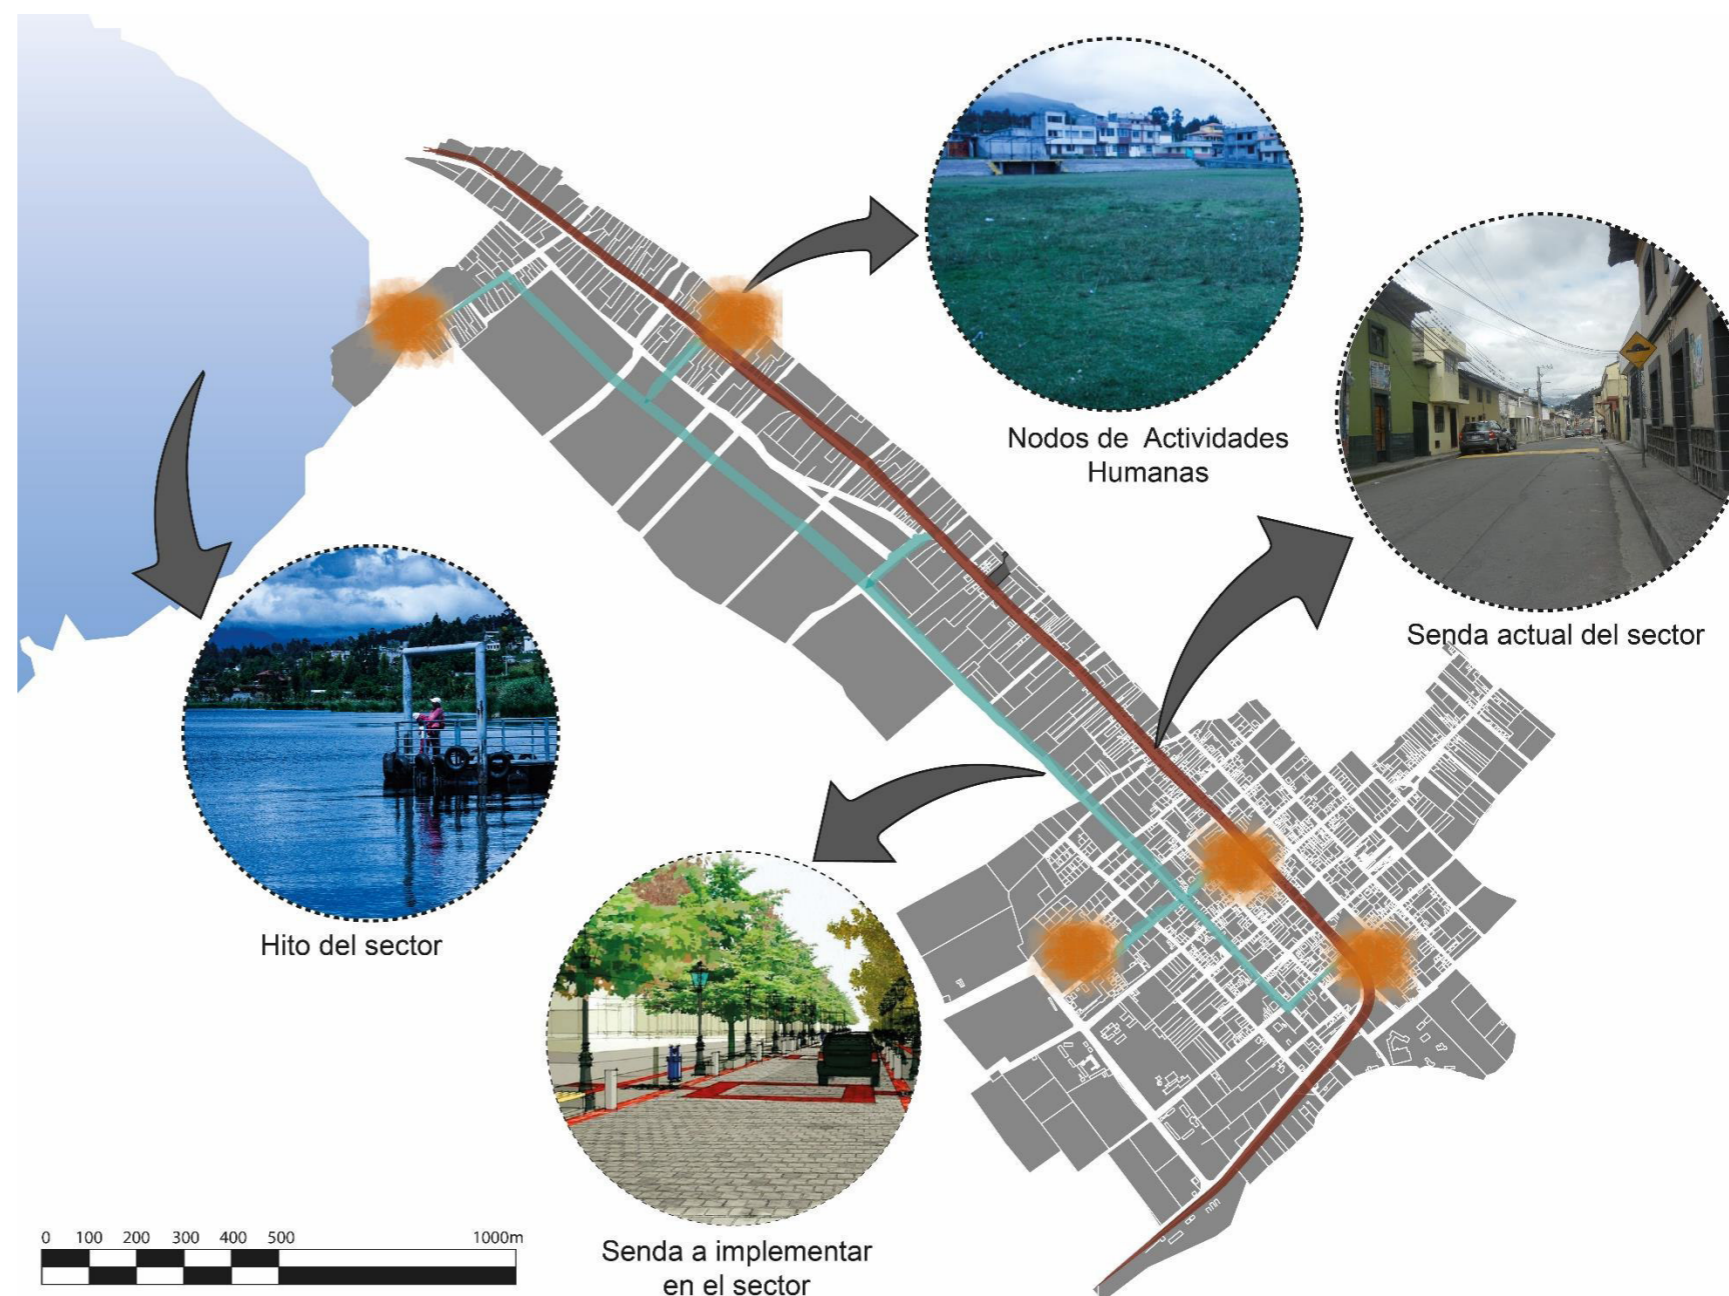 Nodos de Actividades
Humanas
Senda actual del sector
Hito del sector
Senda a implementar
en el sector
0 100 200 300 400 500 1000m